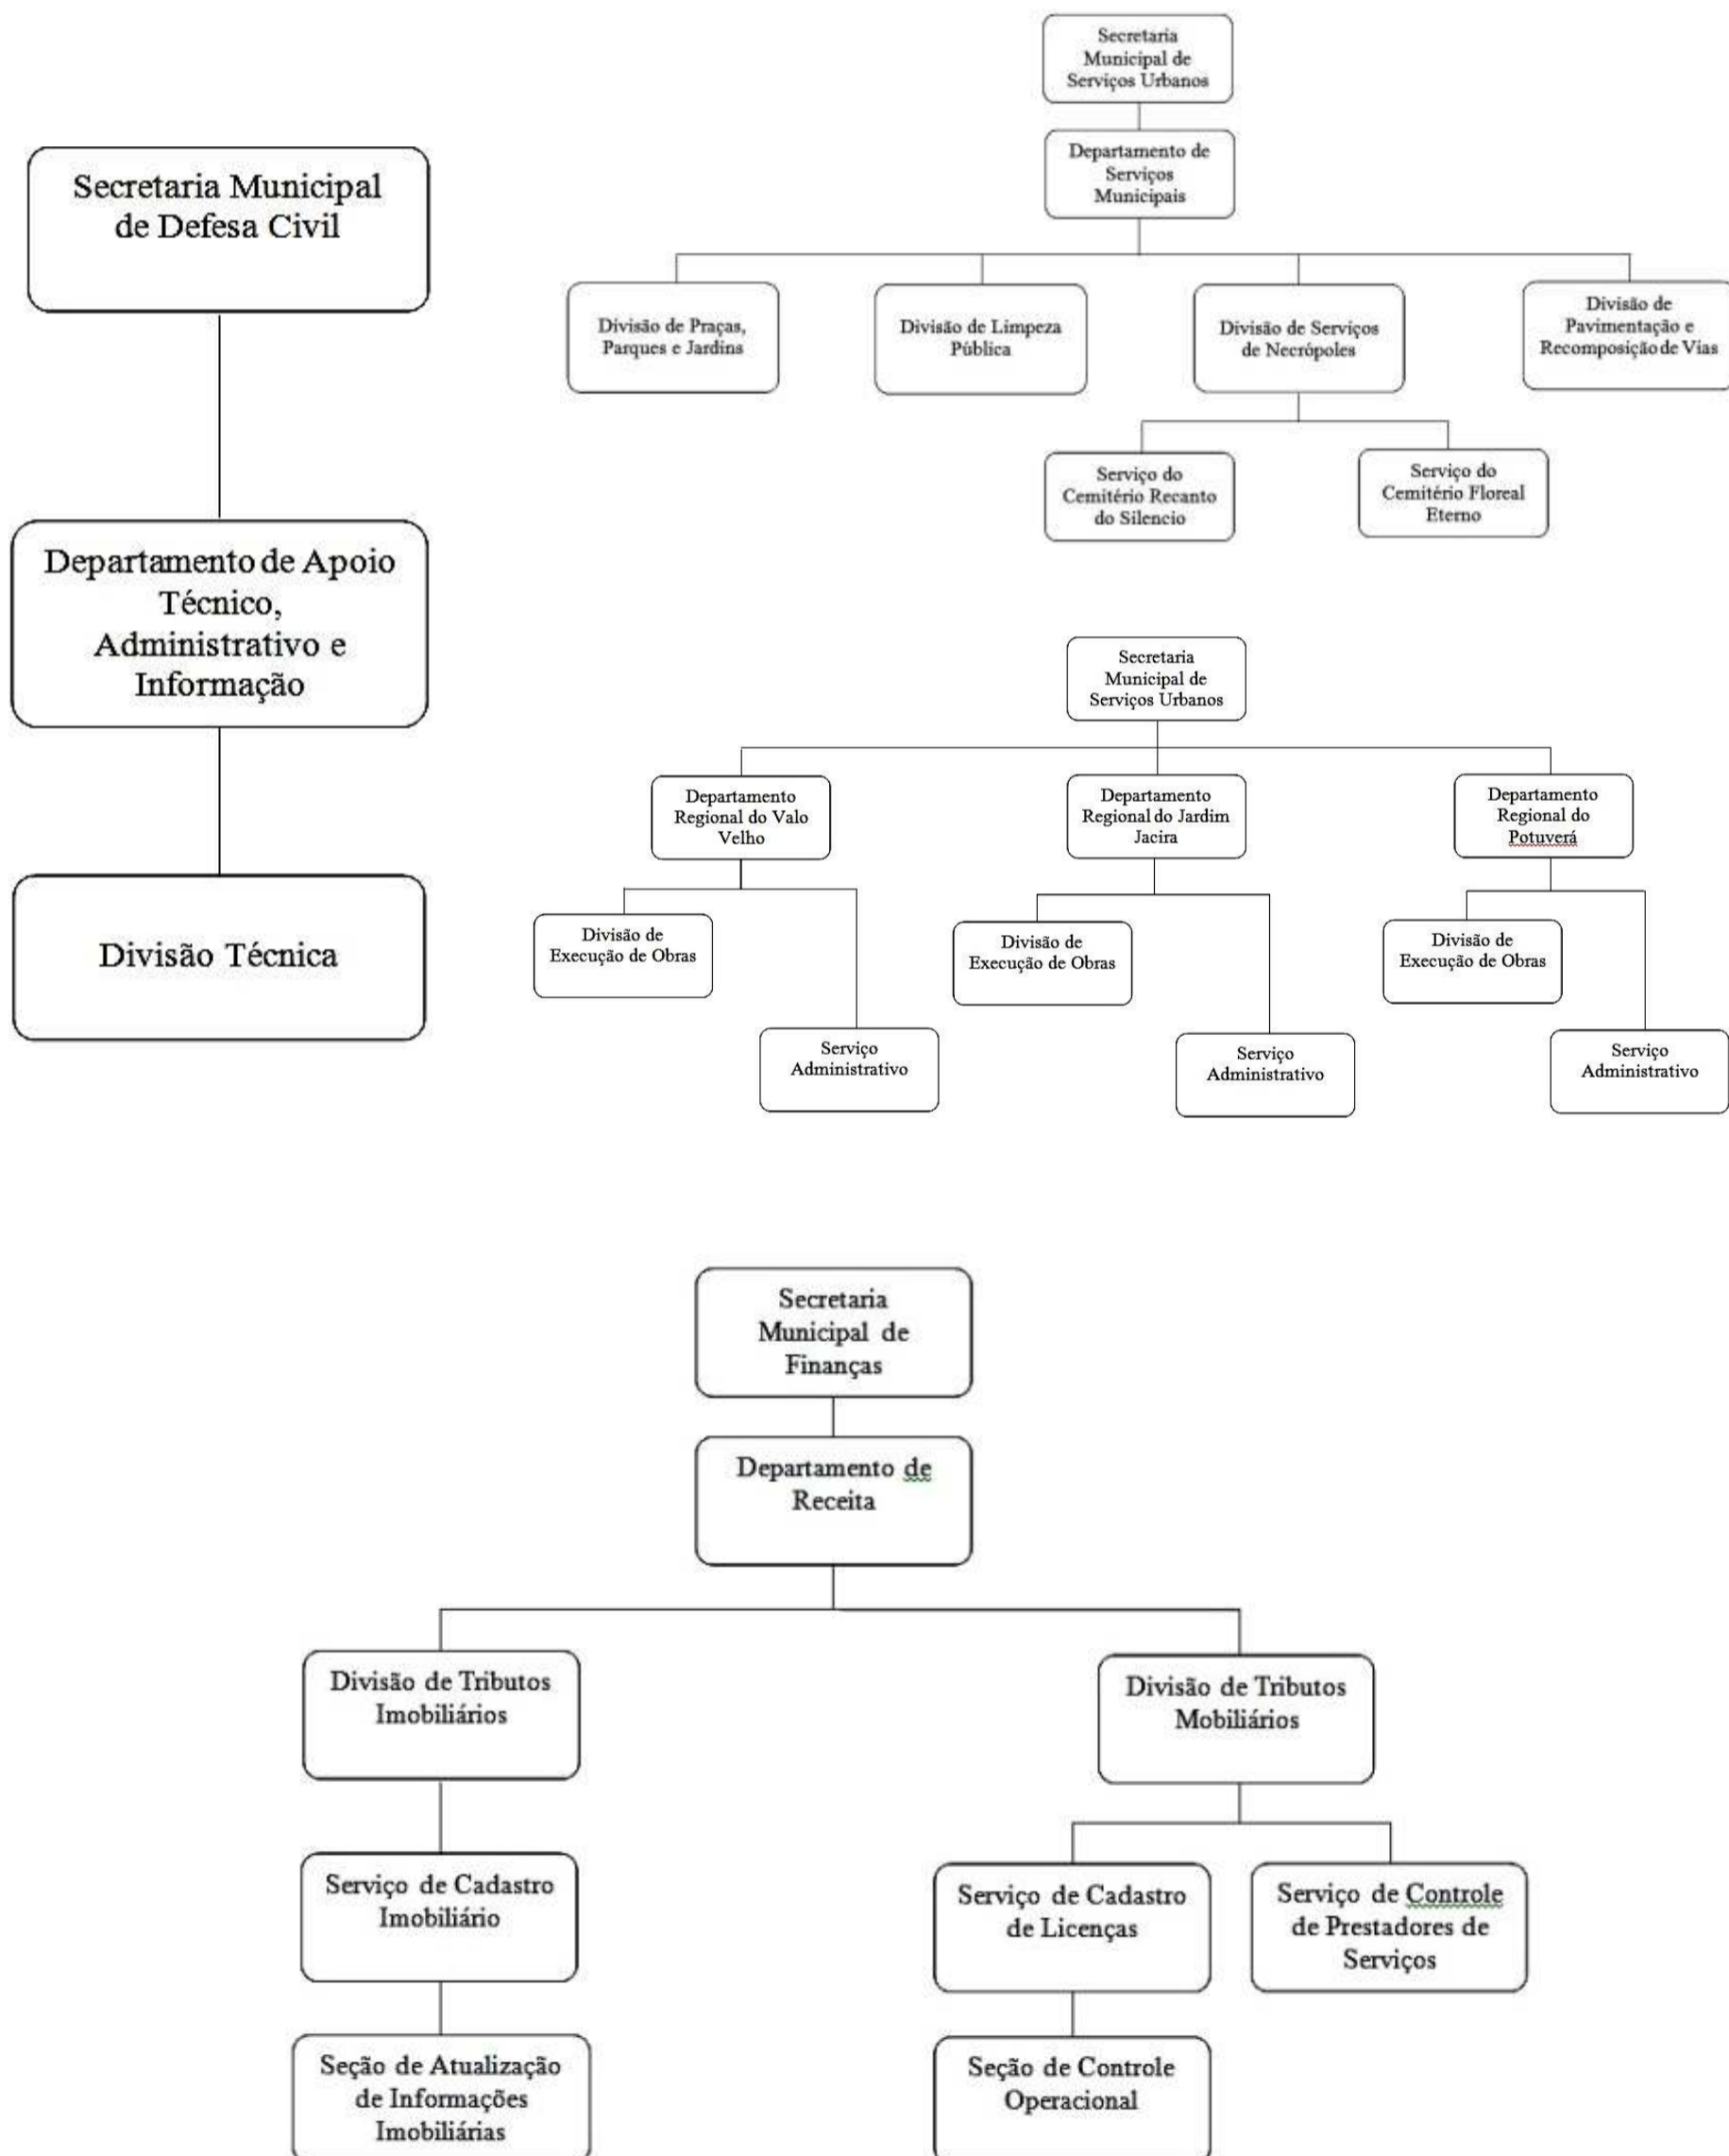 Secretaria Municipal
de Defesa Civil
Departamento de Apoio
Técnico,
Administrativo e
Informação
Divisão Técnica
Secretaria
Municipal de
Serviços Urbanos
Departamento de
Serviços
Municipais
Divisão de Praças,
Parques e Jardins
Divisão de Limpeza
Pública
Divisão de Serviços
de Necrópoles
Divisão de
Pavimentação e
Recomposição de Vias
Serviço do
Cemitério Recanto
do Silencio
Serviço do
Cemitério Floreal
Eterno
Secretaria
Municipal de
Serviços Urbanos
Departamento
Regional do Valo
Velho
Departamento
Regional do Jardim
Jacira
Departamento
Regional do
Potuverá
Divisão de
Execução de Obras
Serviço
Administrativo
Divisão de
Execução de Obras
Serviço
Administrativo
Divisão de
Execução de Obras
Serviço
Administrativo
Secretaria
Municipal de
Finanças
Departamento de
Receita
Divisão de Tributos
Imobiliários
Divisão de Tributos
Mobiliários
Serviço de Cadastro
Imobiliário
Serviço de Cadastro
de Licenças
Serviço de Controle
de Prestadores de
Serviços
Seção de Atualização
de Informações
Imobiliárias
Seção de Controle
Operacional